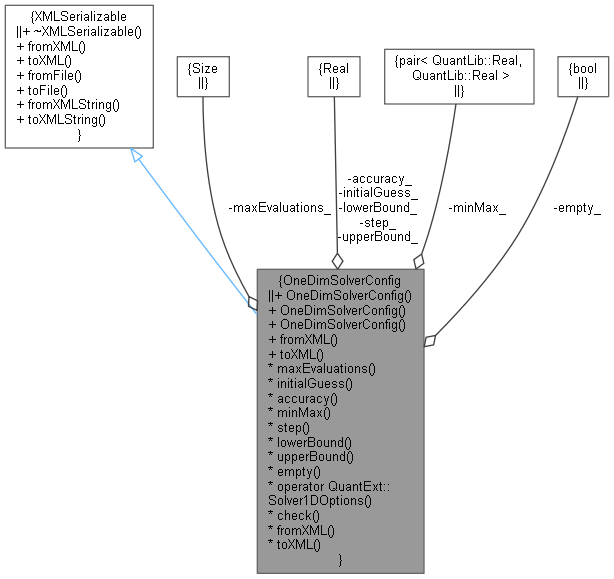 {XMLSerializable
||+ ~XMLSerializable()
+ fromXML()
+ toXML()
+ fromFile()
+ toFile()
+ fromXMLString()
+ toXMLString()
}
{Size
||}
{Real
||}
{pair< QuantLib::Real,
QuantLib::Real >
||}
{bool
||}
-maxEvaluations_
-accuracy_
-initialGuess_
-lowerBound_
-step_
-upperBound_
-minMax_
-empty_
{OneDimSolverConfig
||+ OneDimSolverConfig()
+ OneDimSolverConfig()
+ OneDimSolverConfig()
+ fromXML()
+ toXML()
* maxEvaluations()
* initialGuess()
* accuracy()
* minMax()
* step()
* lowerBound()
* upperBound()
* empty()
* operator QuantExt::
Solver1DOptions()
* check()
* fromXML()
* toXML()
}